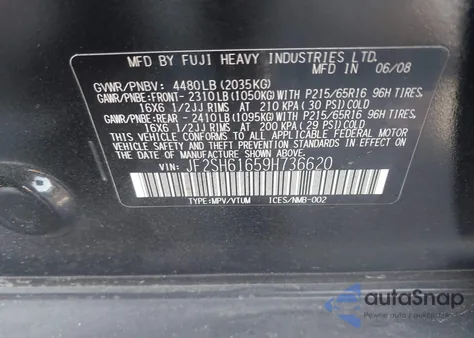 MFD BY FUJI HEAVY INDUSTRIES LTD.
MFD IN 06/08
GVWR/PNBV: 4480LB(2035KG)
GAWR/PNBE:FRONT- 2310LB(1050KG)WITH P215/65R16 96H TIRES,
16X6 1/2JJ RIMS AT 210 KPA(30 PSI)COLD
GAWR/PNBE:REAR - 2410LB(1095KG)WITH P215/65R16 96H TIRES,
16X6 1/2JJ RIMS AT 200 KPA(29 PSI)COLD
THIS VEHICLE CONFORMS TO ALL APPLICABLE FEDERAL MOTOR
VEHICLE SAFETY AND THEFT PREVENTION STANDARDS
IN EFFECT ON THE DATE OF MANUFACTURE SHOWN ABOVE.
VIN: JF2SH61659H736620
TYPE:MPV/VTUM ICES/NMB-002
autaSnap